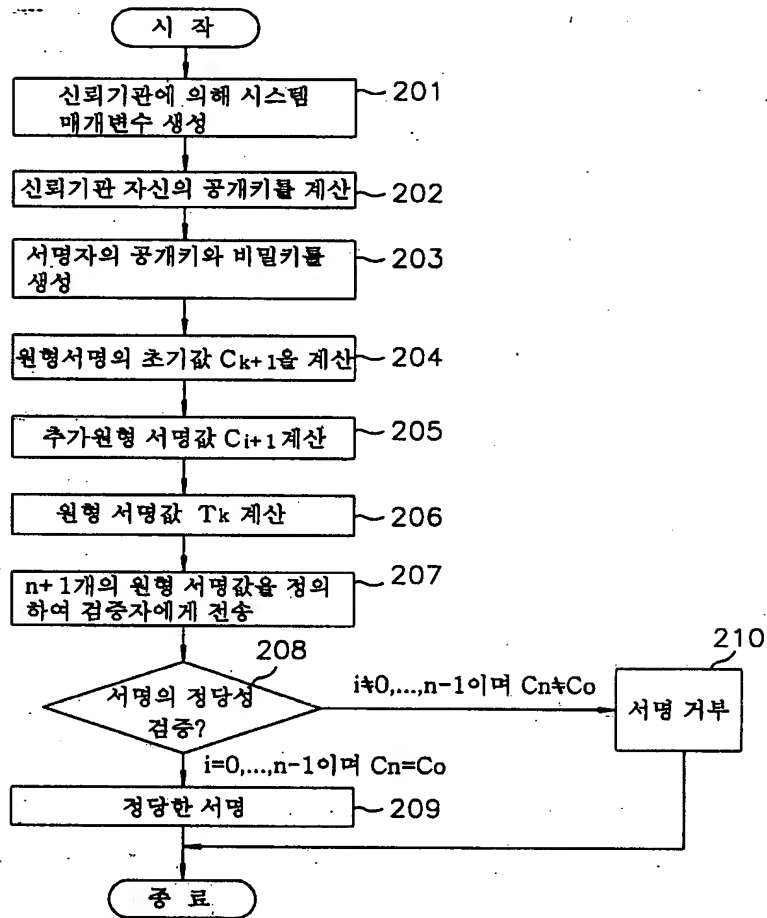 시 작
신뢰기관에 의해 시스템
매개변수 생성
201
신뢰기관 자신의 공개키를 계산
202
서명자의 공개키와 비밀키를
생성
203
원형서명의 초기값 Ck+1을 계산
204
추가원형 서명값 Ci+1 계산
205
원형 서명값 Tk 계산
206
n+1개의 원형 서명값을 정의
하여 검증자에게 전송
207
208
서명의 정당성
검증?
i≠0,...,n-1이며 Cn≠Co
210
서명 거부
i=0,...,n-1이며 Cn=Co
정당한 서명
209
종 료